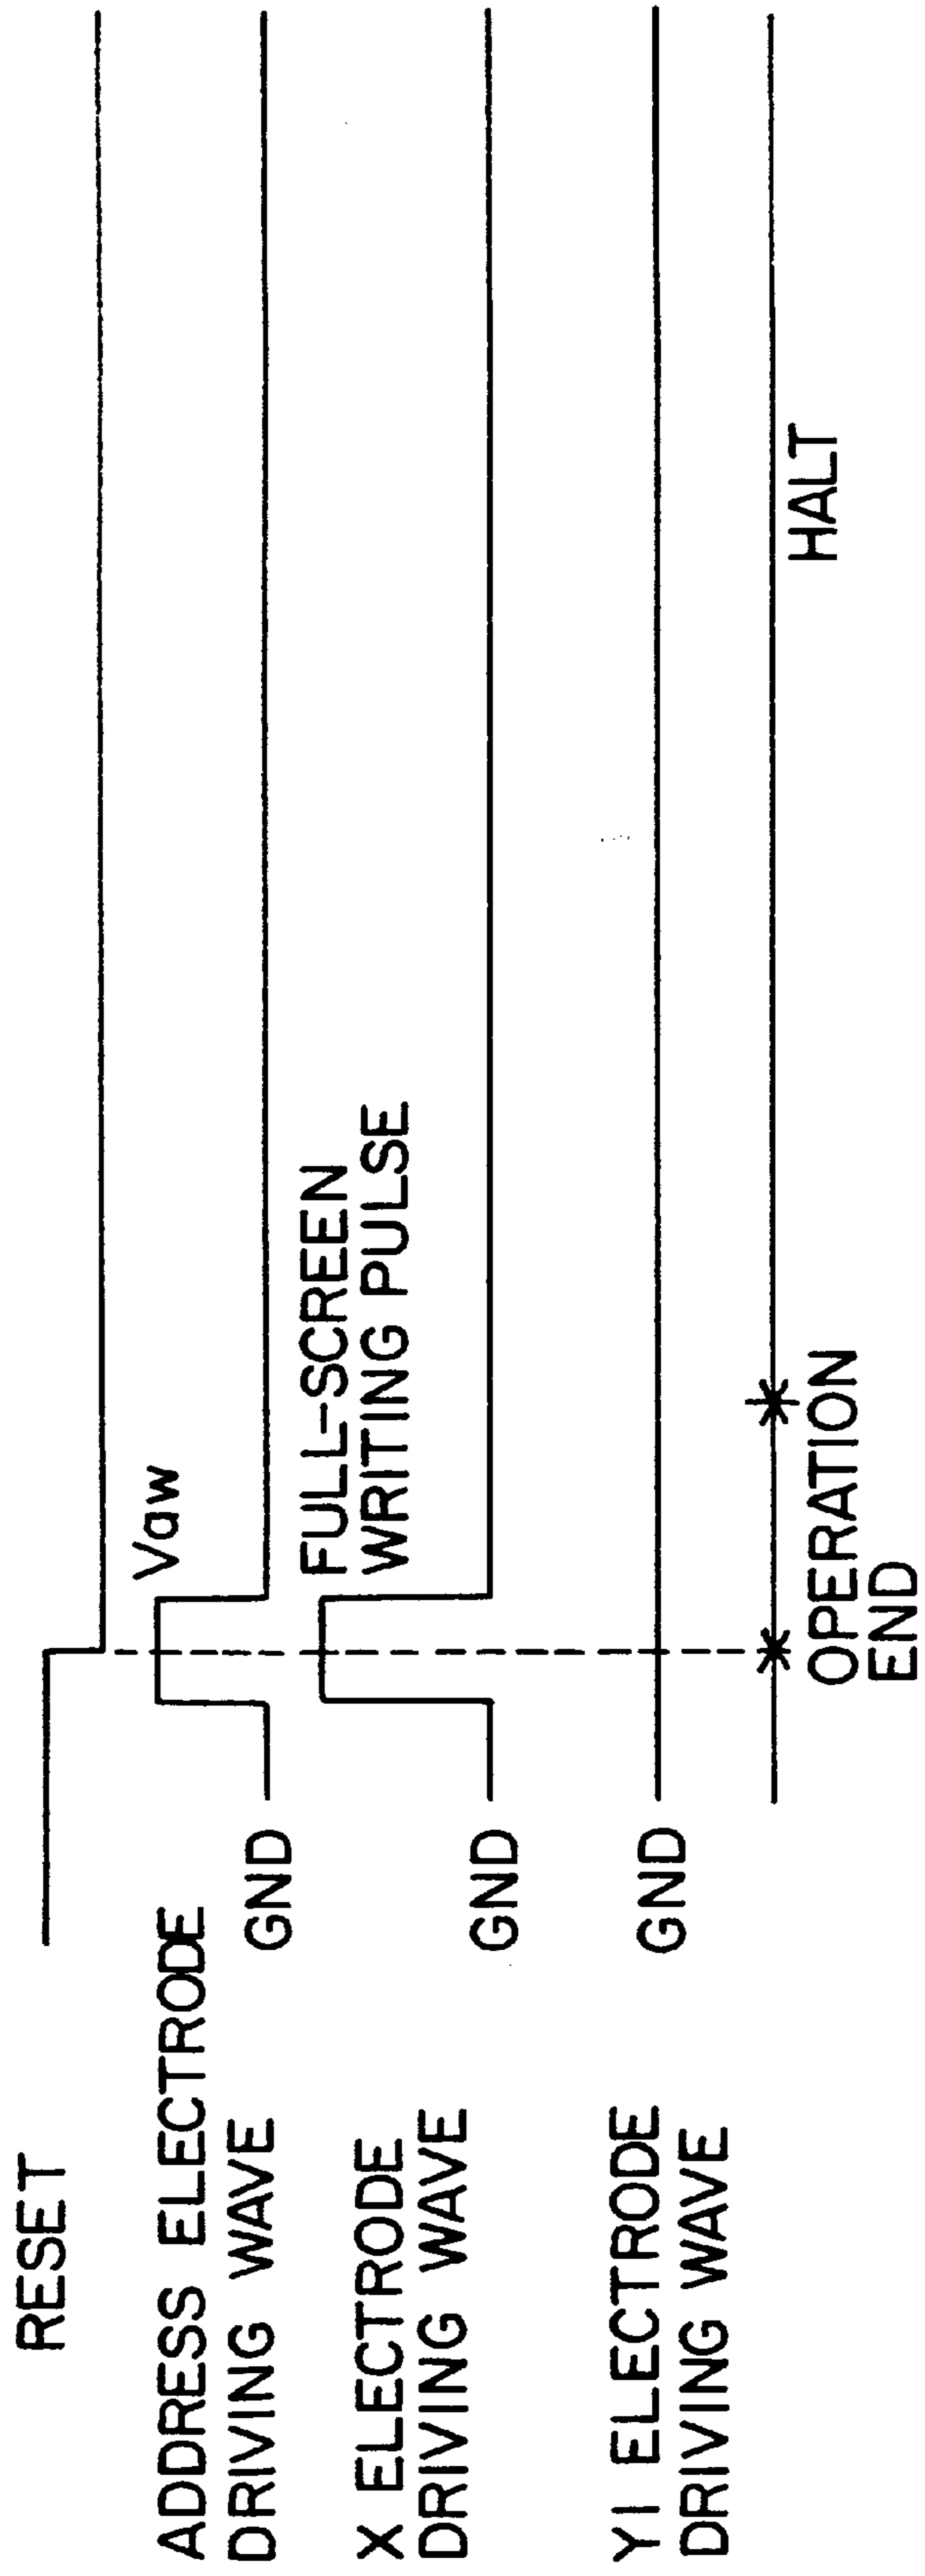 RESET
ADDRESS ELECTRODE
DRIVING WAVE
GND
Vaw
X ELECTRODE
DRIVING WAVE
GND
FULL-SCREEN
WRITING PULSE
Y1 ELECTRODE
DRIVING WAVE
GND
OPERATION
END
HALT